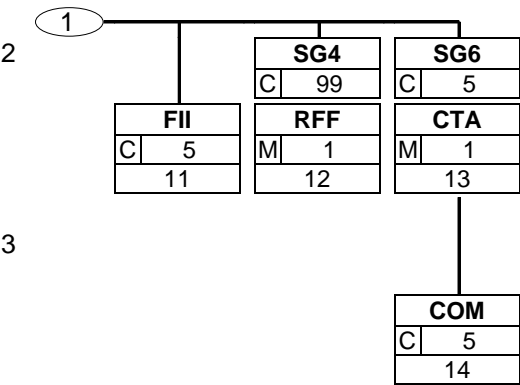 1
2
SG4 SG6
C 99 C 5
FII RFF CTA
C 5 M 1 M 1
11 12 13
3
COM
C 5
14